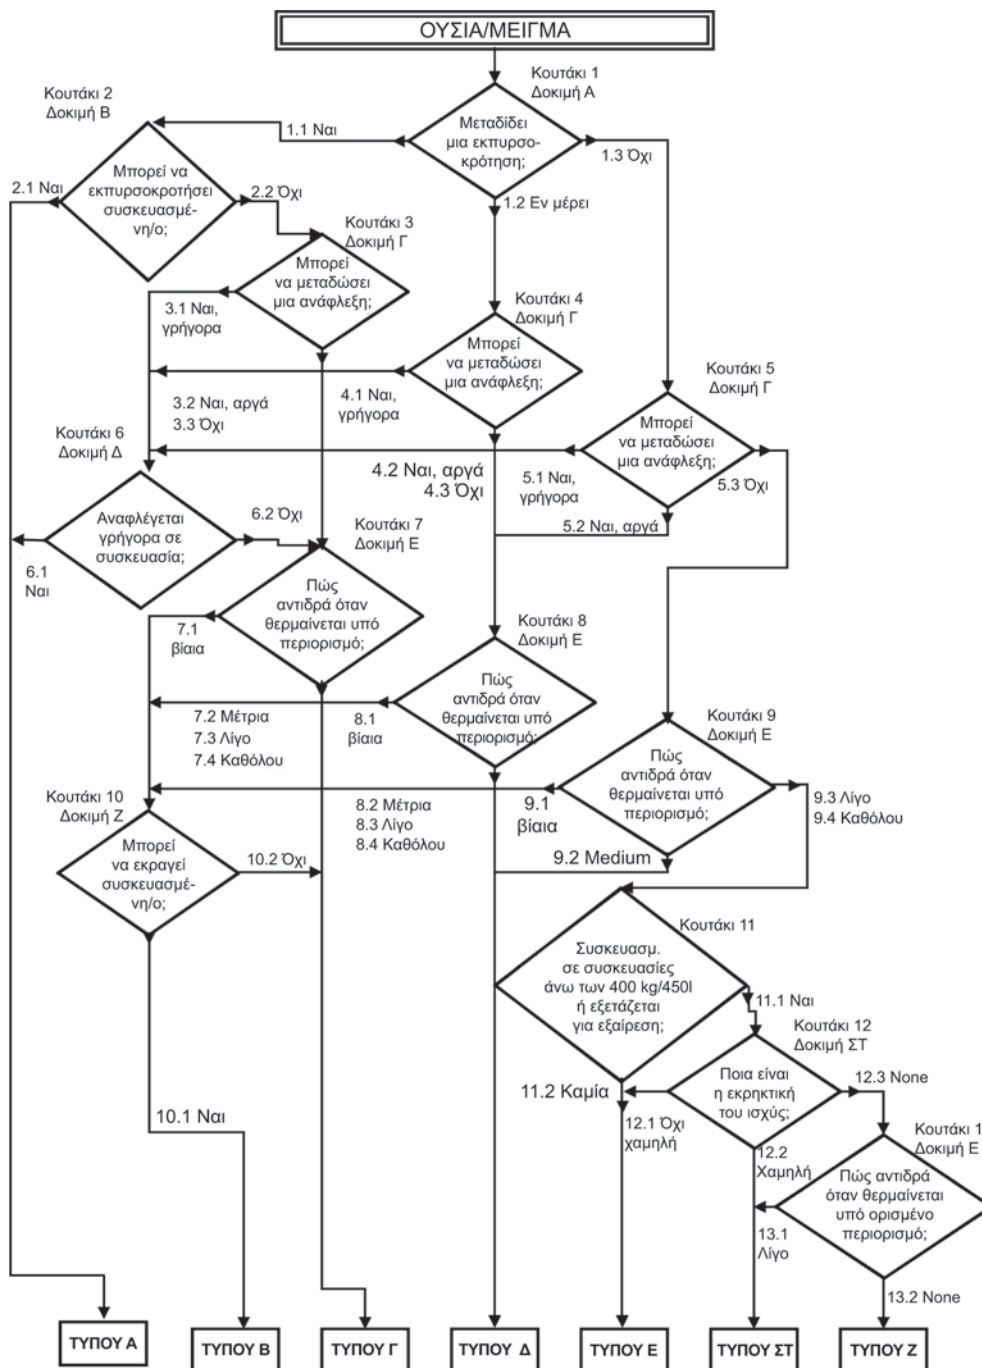 ΟΥΣΙΑ/ΜΕΙΓΜΑ
Κουτάκι 1
Δοκιμή Α
Μεταδίδει
μια εκπυρσο-
κρότηση;
1.1 Ναι
1.2 Εν μέρει
1.3 Όχι
Κουτάκι 2
Δοκιμή Β
Μπορεί να
εκπυρσοκροτήσει
συσκευασμέ-
νη/ο;
2.1 Ναι
2.2 Όχι
Κουτάκι 3
Δοκιμή Γ
Μπορεί
να μεταδώσει
μια ανάφλεξη;
3.1 Ναι,
γρήγορα
3.2 Ναι, αργά
3.3 Όχι
Κουτάκι 4
Δοκιμή Γ
Μπορεί
να μεταδώσει
μια ανάφλεξη;
4.1 Ναι,
γρήγορα
4.2 Ναι, αργά
4.3 Όχι
Κουτάκι 5
Δοκιμή Γ
Μπορεί
να μεταδώσει
μια ανάφλεξη;
5.1 Ναι,
γρήγορα
5.2 Ναι, αργά
5.3 Όχι
Κουτάκι 6
Δοκιμή Δ
Αναφλέγεται
γρήγορα σε
συσκευασία;
6.1
Ναι
6.2 Όχι
Κουτάκι 7
Δοκιμή Ε
Πώς
αντιδρά όταν
θερμαίνεται υπό
περιορισμό;
7.1
βίαια
7.2 Μέτρια
7.3 Λίγο
7.4 Καθόλου
Κουτάκι 8
Δοκιμή Ε
Πώς
αντιδρά όταν
θερμαίνεται υπό
περιορισμό;
8.1
βίαια
8.2 Μέτρια
8.3 Λίγο
8.4 Καθόλου
Κουτάκι 9
Δοκιμή Ε
Πώς
αντιδρά όταν
θερμαίνεται υπό
περιορισμό;
9.1
βίαια
9.2 Medium
9.3 Λίγο
9.4 Καθόλου
Κουτάκι 10
Δοκιμή Ζ
Μπορεί
να εκραγεί
συσκευασμέ-
νη/ο;
10.1 Ναι
10.2 Όχι
Κουτάκι 11
Συσκευασμ.
σε συσκευασίες
άνω των 400 kg/450l
ή εξετάζεται
για εξαίρεση;
11.1 Ναι
11.2 Καμία
Κουτάκι 12
Δοκιμή ΣΤ
Ποια είναι
η εκρηκτική
του ισχύς;
12.1 Όχι
χαμηλή
12.2
Χαμηλή
12.3 None
Κουτάκι 1
Δοκιμή Ε
Πώς αντιδρά
όταν θερμαίνεται
υπό ορισμένο
περιορισμό;
13.1
Λίγο
13.2 None
ΤΥΠΟΥ Α
ΤΥΠΟΥ Β
ΤΥΠΟΥ Γ
ΤΥΠΟΥ Δ
ΤΥΠΟΥ Ε
ΤΥΠΟΥ ΣΤ
ΤΥΠΟΥ Ζ